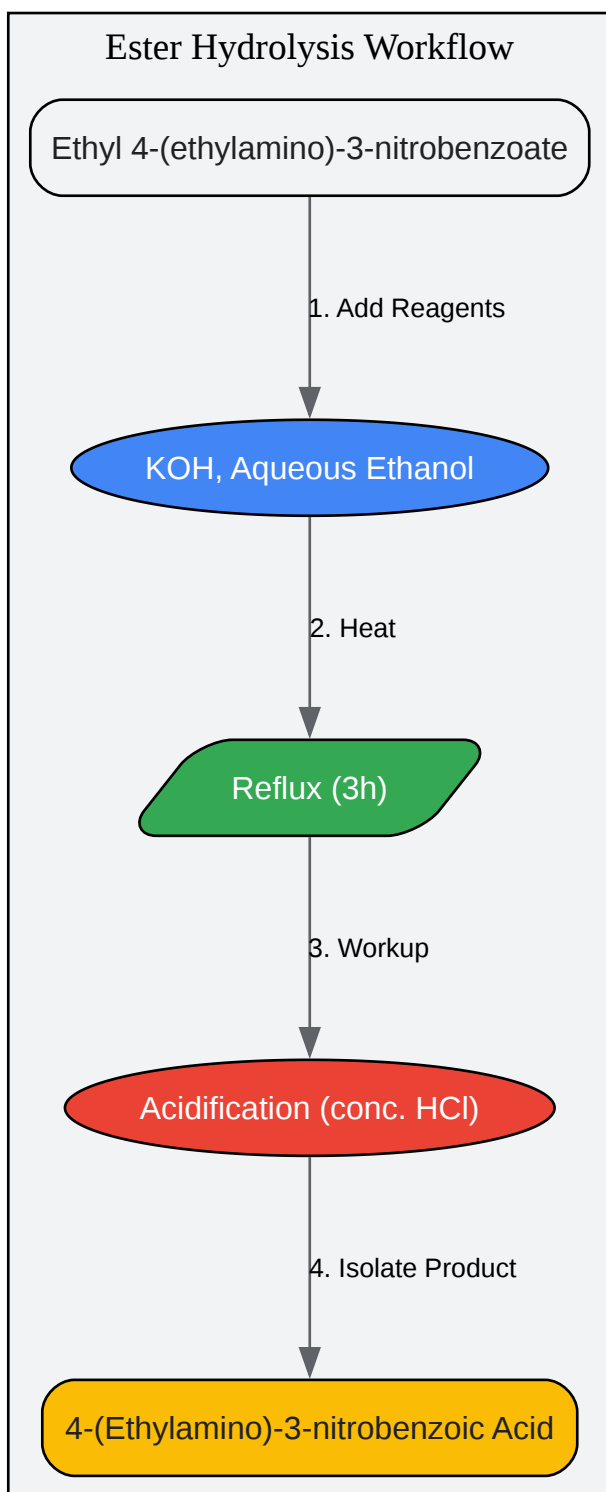 Ester Hydrolysis Workflow
Ethyl 4-(ethylamino)-3-nitrobenzoate
1. Add Reagents
KOH, Aqueous Ethanol
2. Heat
Reflux (3h)
3. Workup
Acidification (conc. HCl)
4. Isolate Product
4-(Ethylamino)-3-nitrobenzoic Acid